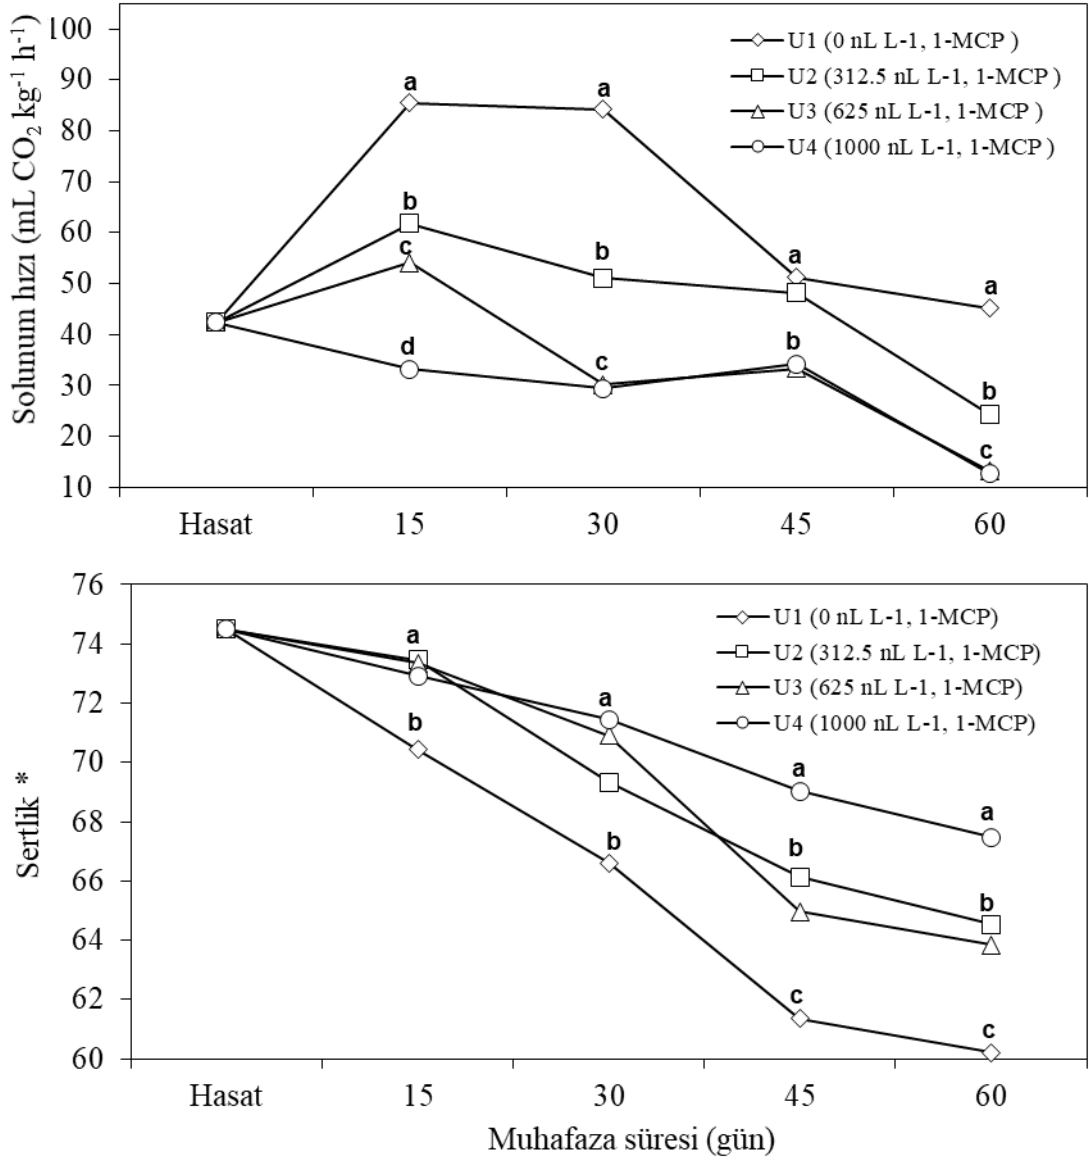 Solunum hızı (mL CO₂ kg⁻¹ h⁻¹)
100
90
80
70
60
50
40
30
20
10
U1 (0 nL L-1, 1-MCP )
U2 (312.5 nL L-1, 1-MCP )
U3 (625 nL L-1, 1-MCP )
U4 (1000 nL L-1, 1-MCP )
a
a
b
c
b
a
a
d
c
b
b
c
Hasat 15 30 45 60
Sertlik *
76
74
72
70
68
66
64
62
60
U1 (0 nL L-1, 1-MCP)
U2 (312.5 nL L-1, 1-MCP)
U3 (625 nL L-1, 1-MCP)
U4 (1000 nL L-1, 1-MCP)
a
a
b
a
a
b
b
b
c
c
Hasat 15 30 45 60
Muhafaza süresi (gün)